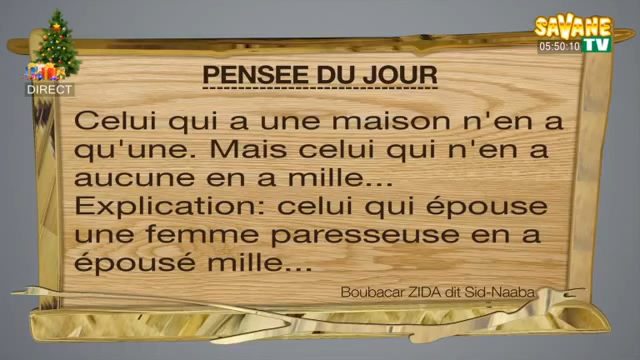 SAVANE
TV
05:50:10
DIRECT
PENSEE DU JOUR
Celui qui a une maison n'en a
qu'une. Mais celui qui n'en a
aucune en a mille...
Explication: celui qui épouse
une femme paresseuse en a
épousé mille...
Boubacar ZIDA dit Sid-Naaba